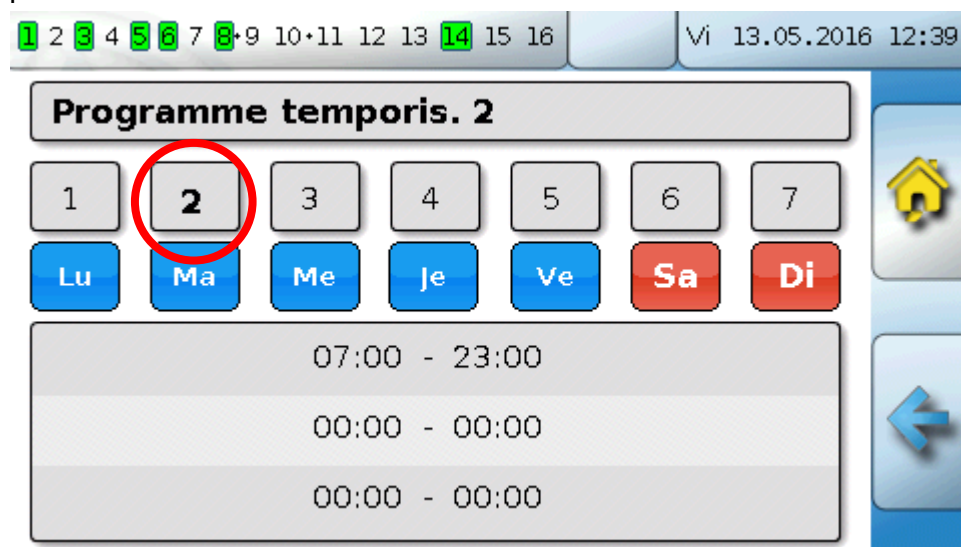 1 2 3 4 5 6 7 8•9 10•11 12 13 14 15 16 Vi 13.05.2016 12:39
Programme temporis. 2
1 2 3 4 5 6 7
Lu Ma Me Je Ve Sa Di
07:00 - 23:00
00:00 - 00:00
00:00 - 00:00